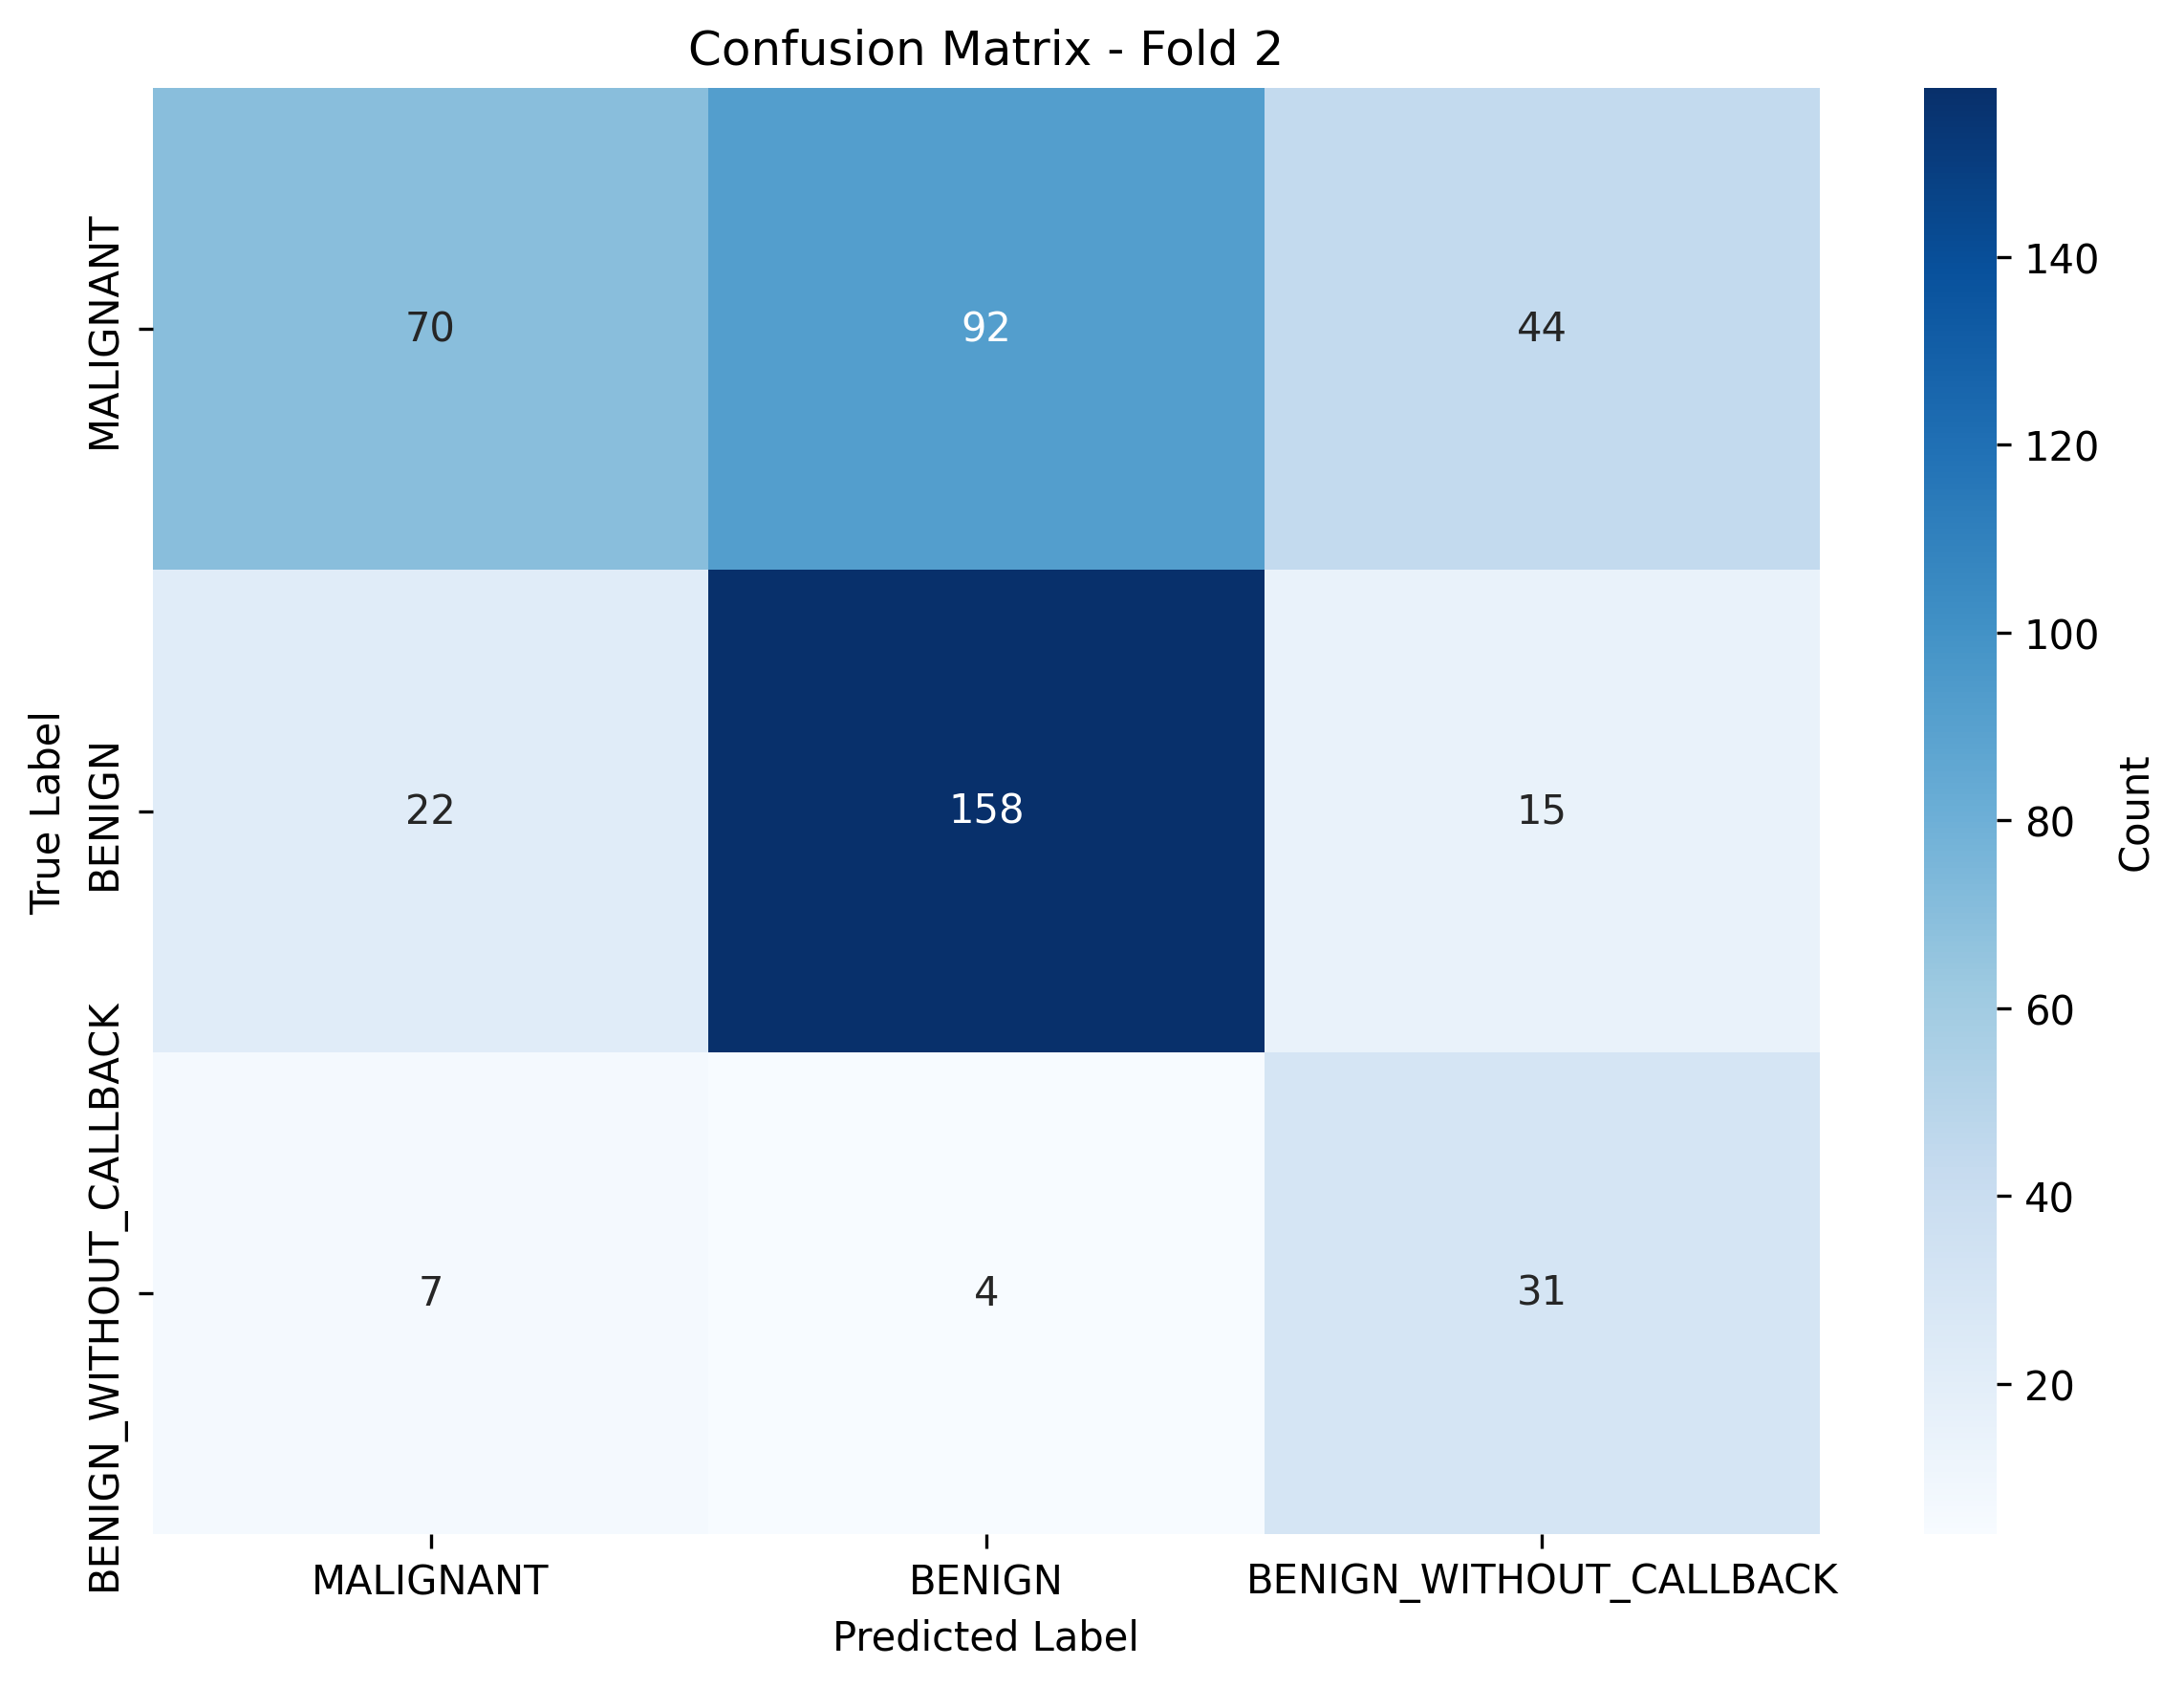 Confusion Matrix - Fold 2
True Label
MALIGNANT
70 92 44
BENIGN
22 158 15
BENIGN_WITHOUT_CALLBACK
7 4 31
MALIGNANT BENIGN BENIGN_WITHOUT_CALLBACK
Predicted Label
140
120
100
80
60
40
20
Count